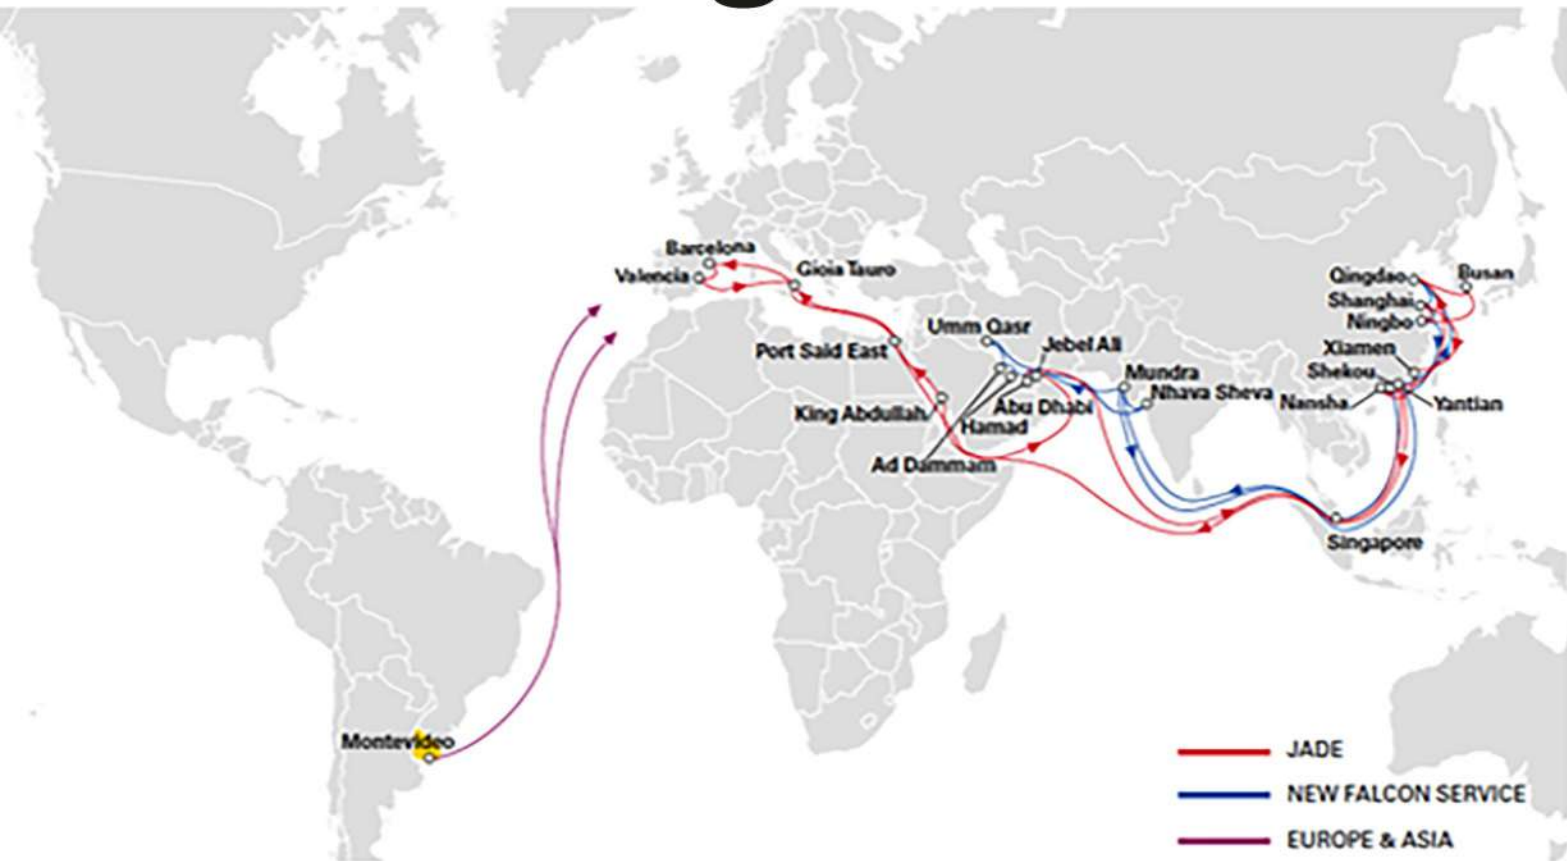 Barcelona
Valencia
Gioia Tauro
Port Said East
King Abdullah
Umm Qasr
Jebel Ali
Mundra
Nhava Sheva
Abu Dhabi
Hamad
Ad Dammam
Qingdao
Busan
Shanghai
Ningbo
Xiamen
Shekou
Nansha
Yantian
Singapore
Montevideo
JADE
NEW FALCON SERVICE
EUROPE & ASIA